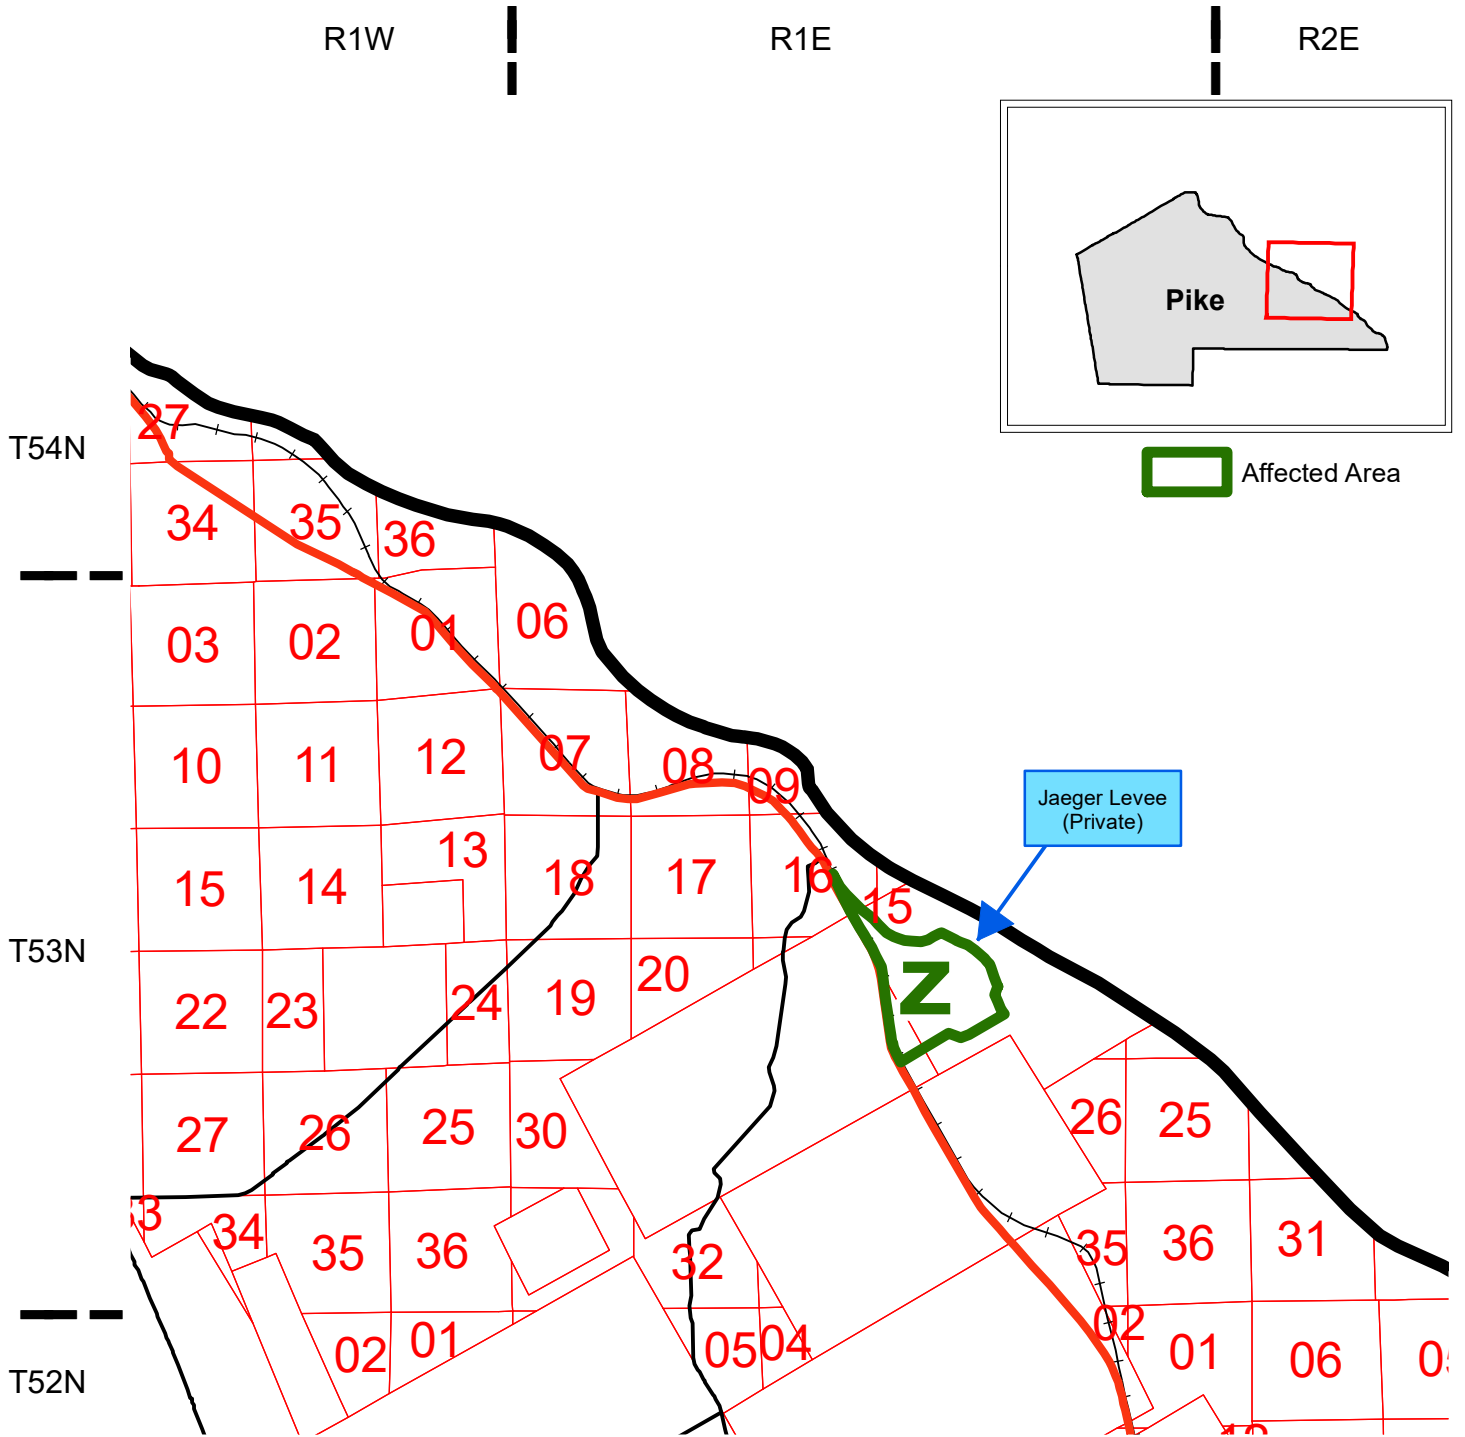 R1W R1E R2E
Pike
Affected Area
T54N
27
34 35 36
03 02 01 06
10 11 12 07 08 09
Jaeger Levee
(Private)
15 14 13 18 17 16 15
T53N
22 23 24 19 20 Z
27 26 25 30 26 25
34 35 36 32 35 36 31
02 01 05 04 02 01 06
T52N